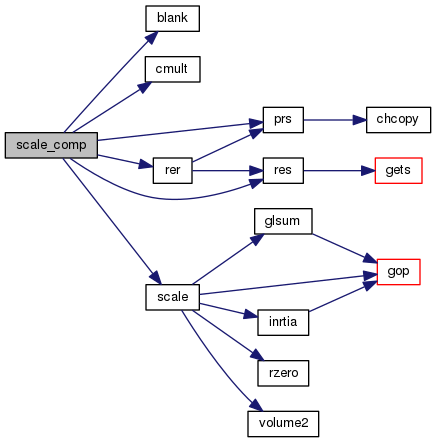 blank
cmult
prs
chcopy
scale_comp
rer
res
gets
glsum
gop
scale
inrtia
rzero
volume2